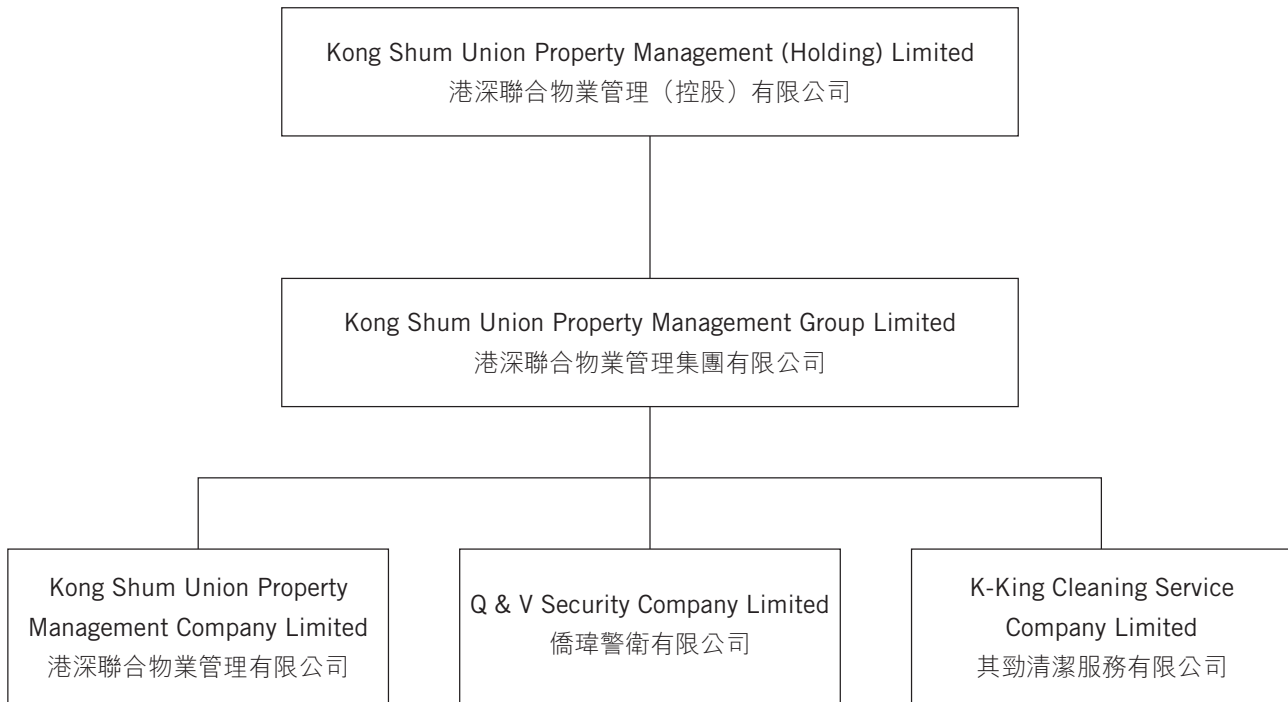 Kong Shum Union Property Management (Holding) Limited
港深聯合物業管理（控股）有限公司
Kong Shum Union Property Management Group Limited
港深聯合物業管理集團有限公司
Kong Shum Union Property
Management Company Limited
港深聯合物業管理有限公司
Q & V Security Company Limited
僑瑋警衛有限公司
K-King Cleaning Service
Company Limited
其勁清潔服務有限公司